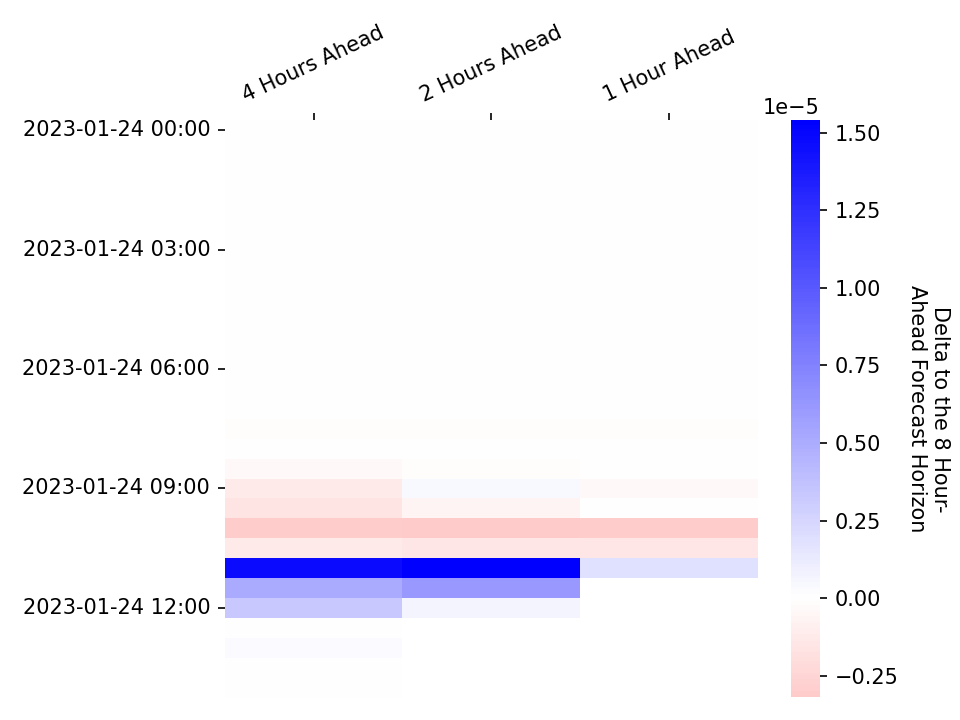 4 Hours Ahead
2 Hours Ahead
1 Hour Ahead
1e−5
2023-01-24 00:00
2023-01-24 03:00
2023-01-24 06:00
2023-01-24 09:00
2023-01-24 12:00
1.50
1.25
1.00
0.75
0.50
0.25
0.00
−0.25
Delta to the 8 Hour-
Ahead Forecast Horizon